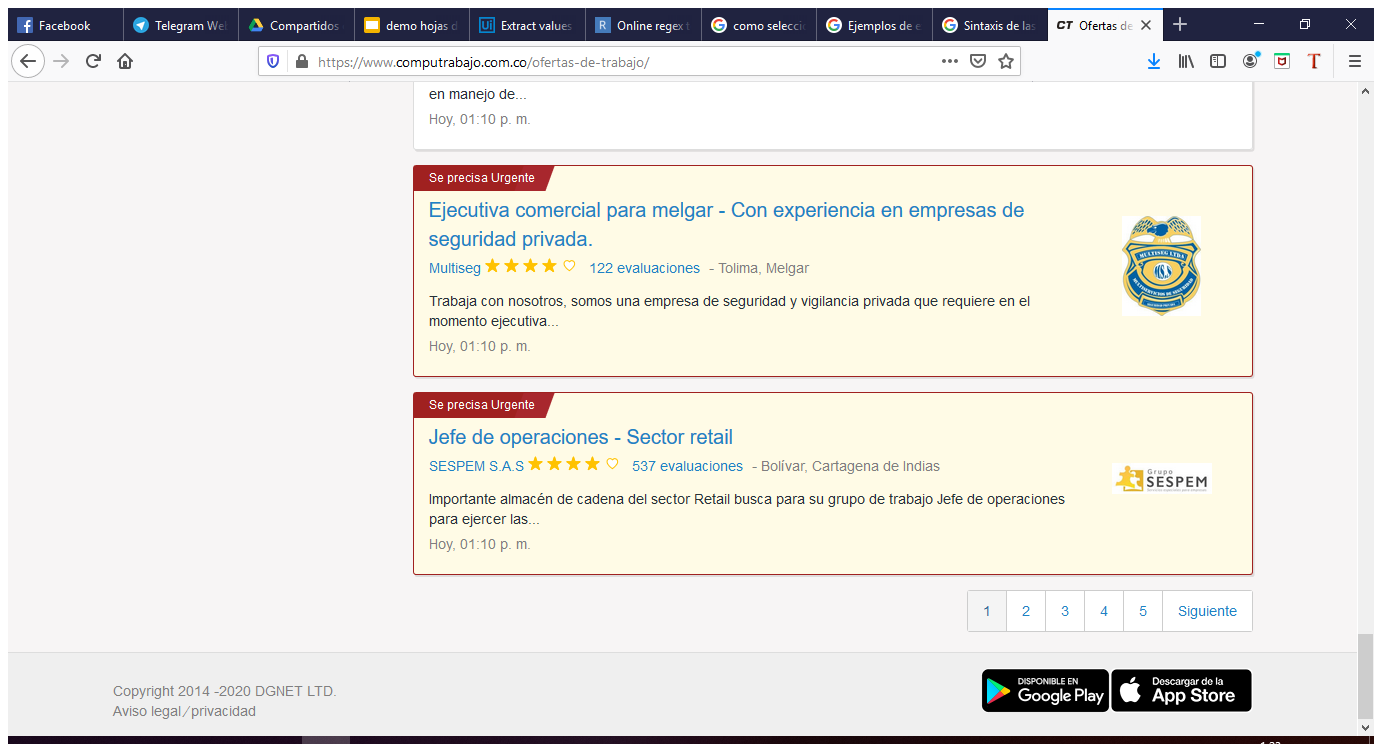 Facebook
Telegram We
Compartidos
demo hojas d
Extract values
Online regex t
como selecci
Ejemplos de e
Sintaxis de las
CT Ofertas de
https://www.computrabajo.com.co/ofertas-de-trabajo/
en manejo de...
Hoy, 01:10 p. m.
Se precisa Urgente
Ejecutiva comercial para melgar - Con experiencia en empresas de
seguridad privada.
Multiseg 122 evaluaciones - Tolima, Melgar
MULTISEG LTDA
Trabaja con nosotros, somos una empresa de seguridad y vigilancia privada que requiere en el
momento ejecutiva...
Hoy, 01:10 p. m.
Se precisa Urgente
Jefe de operaciones - Sector retail
SESPEM S.A.S 537 evaluaciones - Bolívar, Cartagena de Indias
Grupo
SESPEM
Importante almacén de cadena del sector Retail busca para su grupo de trabajo Jefe de operaciones
para ejercer las...
Hoy, 01:10 p. m.
1 2 3 4 5 Siguiente
Copyright 2014 -2020 DGNET LTD.
Aviso legal/privacidad
DISPONIBLE EN
Google Play
Descargar de la
App Store